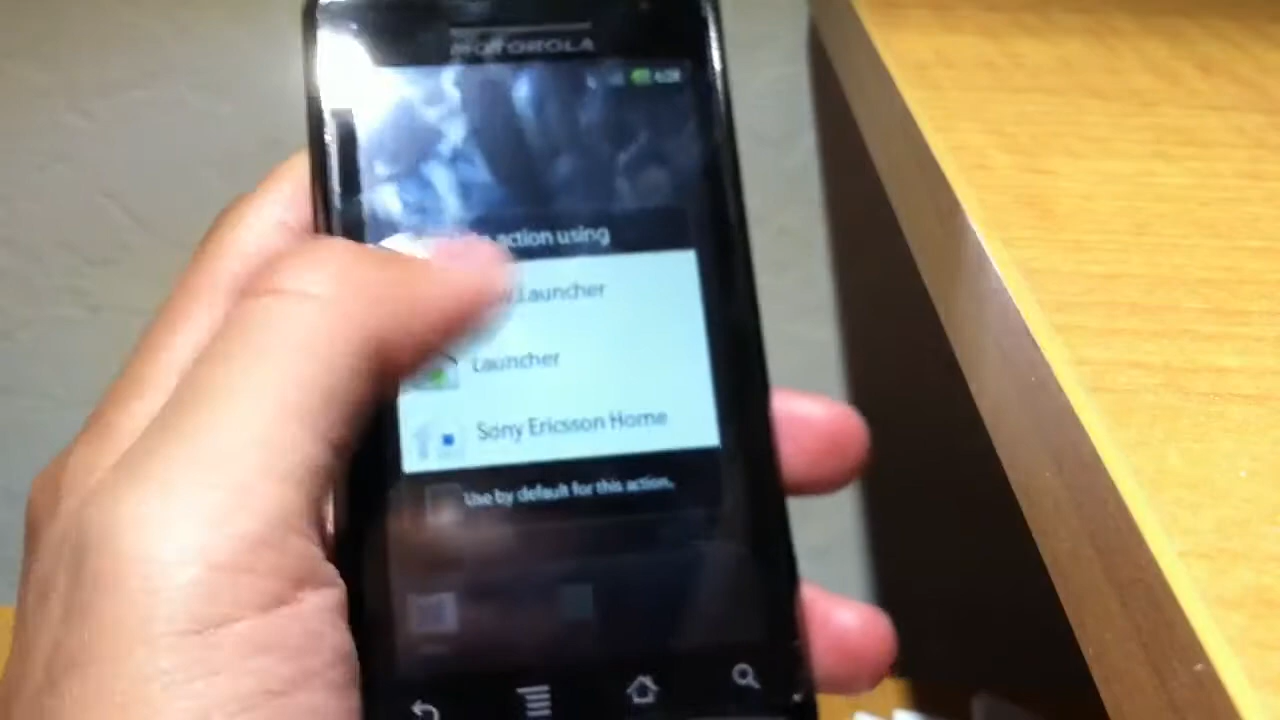 MOTOROLA
action using
Launcher
Launcher
Sony Ericsson Home
Use by default for this action.